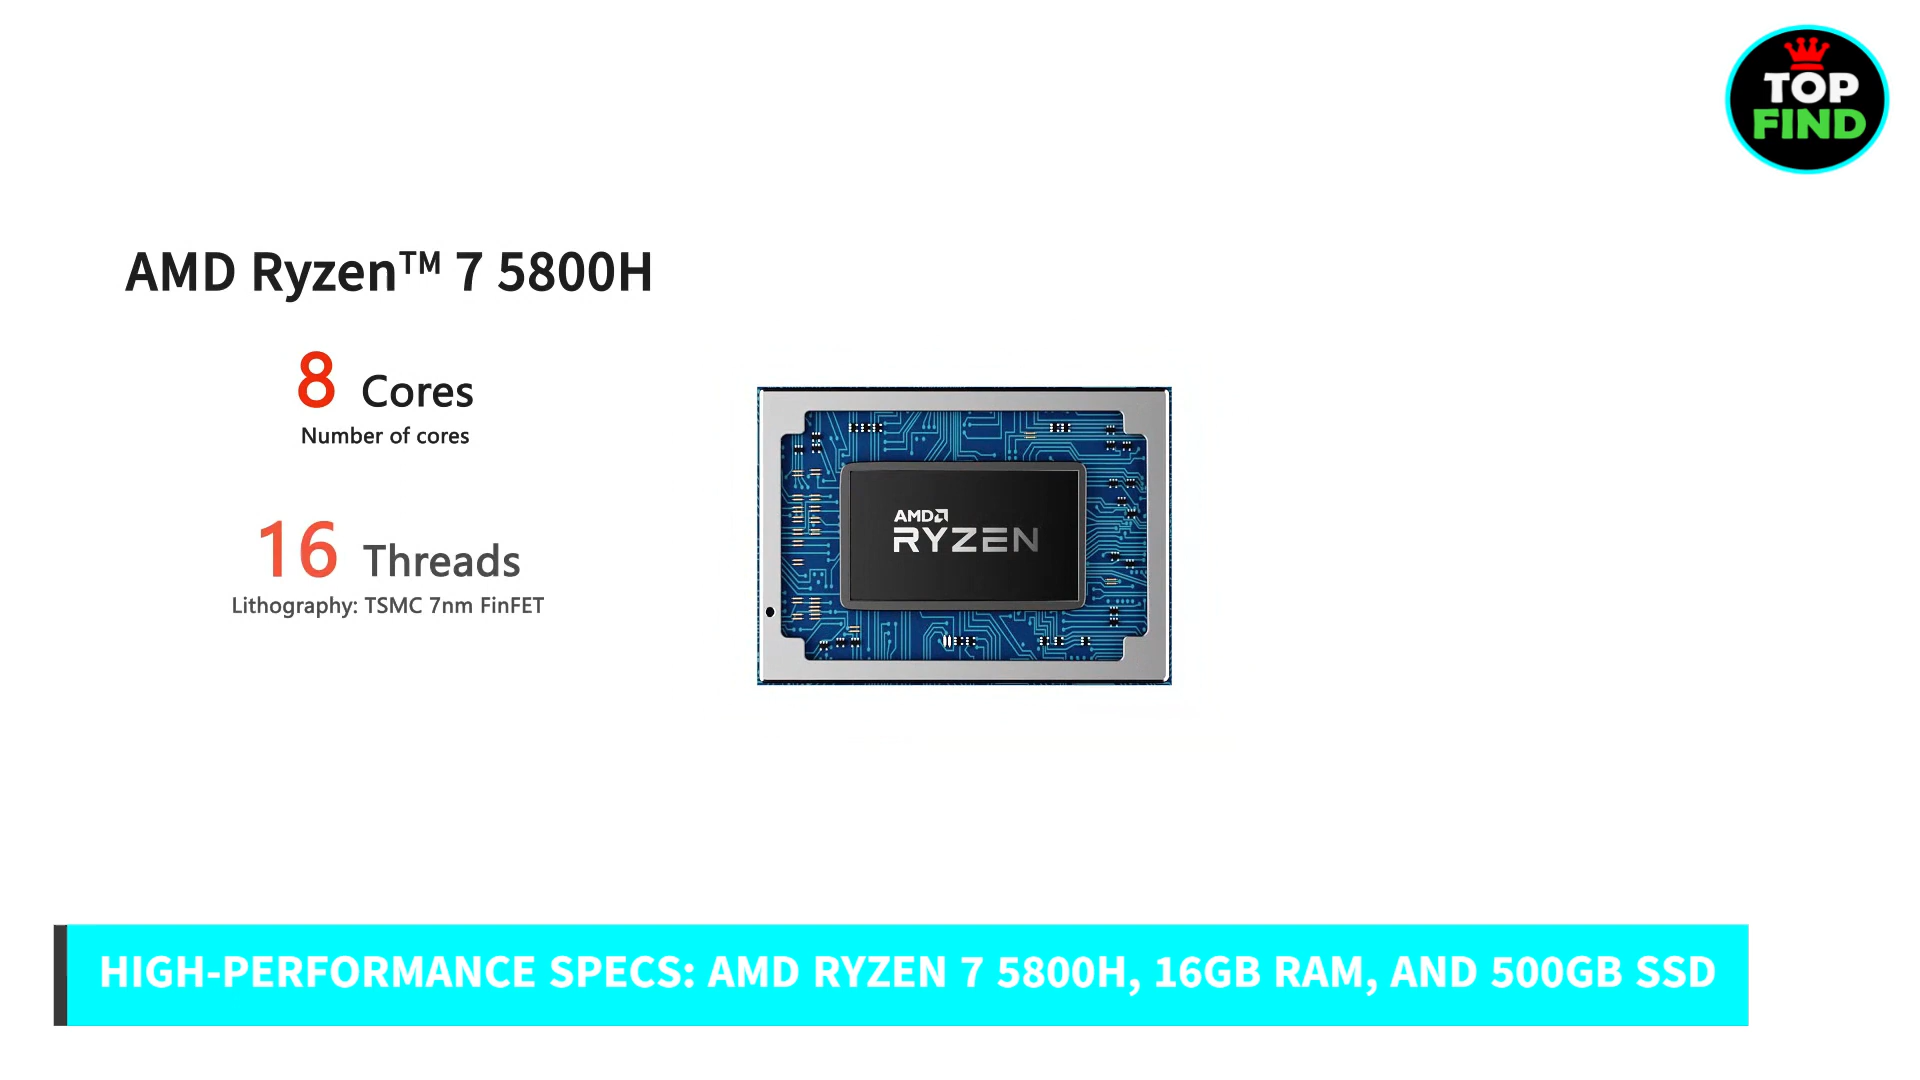 TOP
FIND
AMD Ryzen™ 7 5800H
8 Cores
Number of cores
16 Threads
Lithography: TSMC 7nm FinFET
AMD
RYZEN
HIGH-PERFORMANCE SPECS: AMD RYZEN 7 5800H, 16GB RAM, AND 500GB SSD